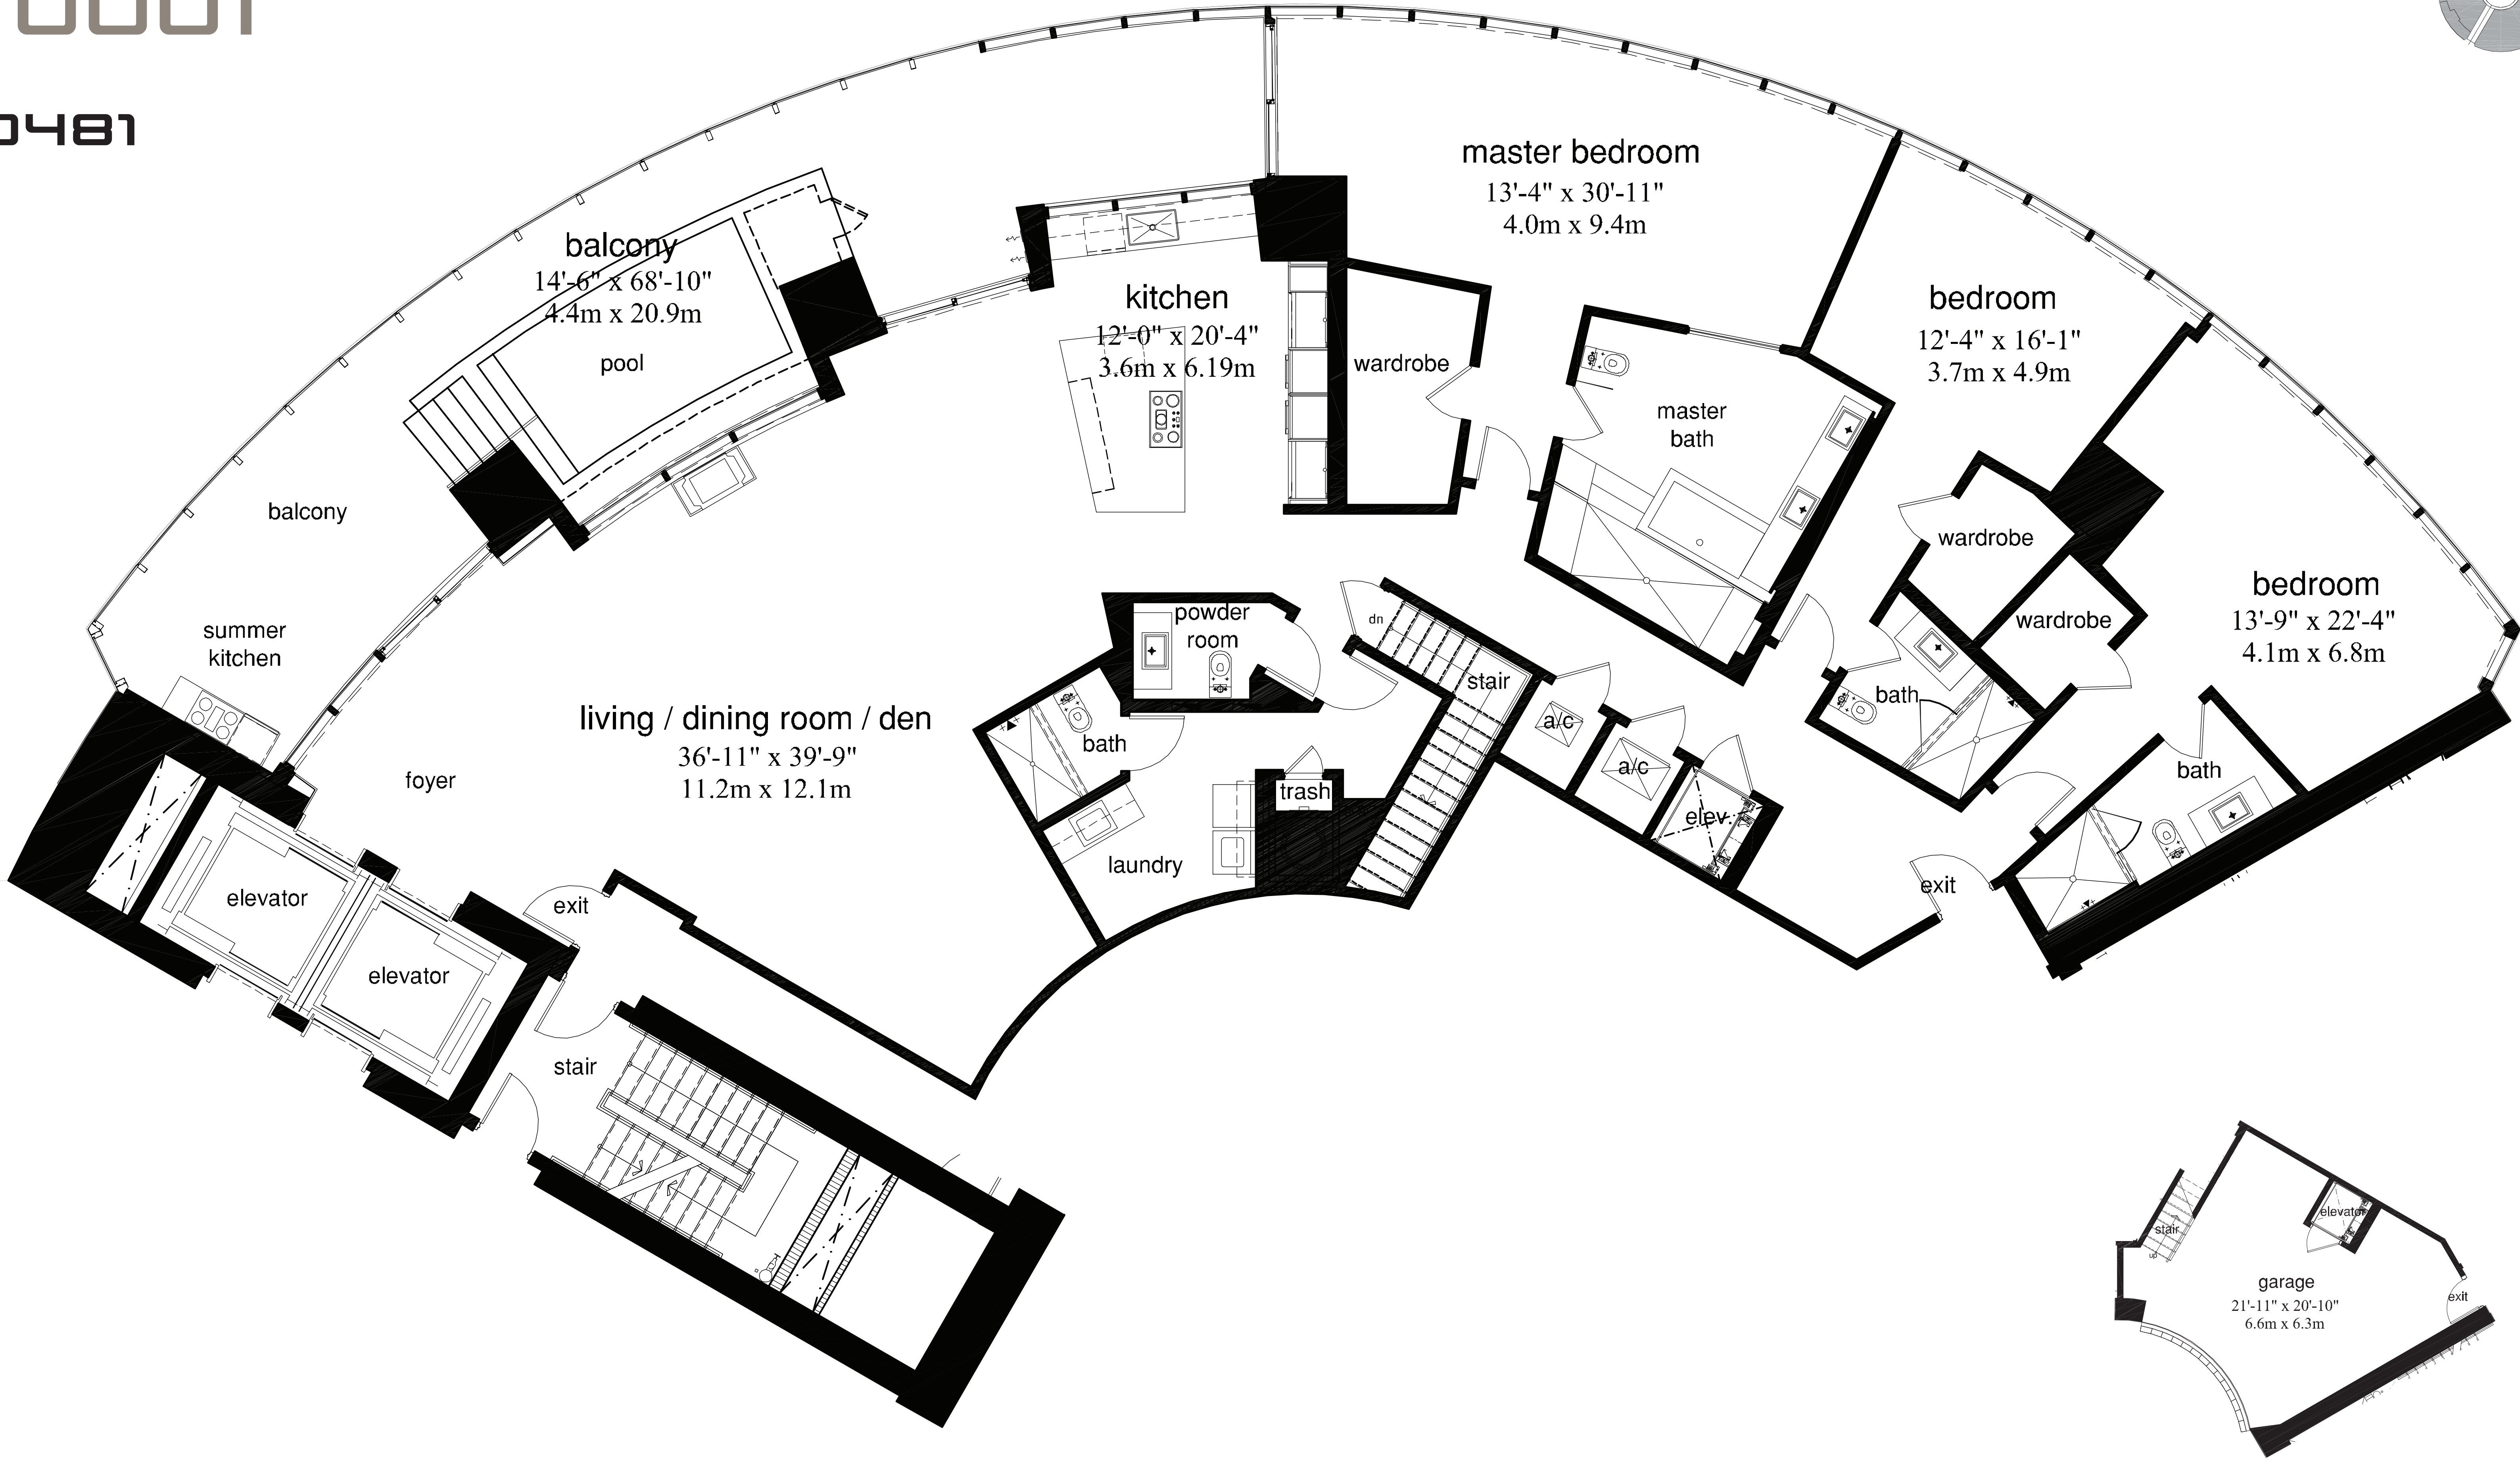 master bedroom
13'-4" x 30'-11"
4.0m x 9.4m
balcony
14'-6" x 68'-10"
4.4m x 20.9m
pool
kitchen
12'-0" x 20'-4"
3.6m x 6.19m
wardrobe
bedroom
12'-4" x 16'-1"
3.7m x 4.9m
master
bath
balcony
wardrobe
bedroom
13'-9" x 22'-4"
4.1m x 6.8m
wardrobe
summer
kitchen
powder
room
dn
stair
bath
living / dining room / den
36'-11" x 39'-9"
11.2m x 12.1m
foyer
bath
a/c
a/c
bath
trash
elev.
laundry
elevator
exit
exit
elevator
stair
elevator
stair
up
garage
21'-11" x 20'-10"
6.6m x 6.3m
exit